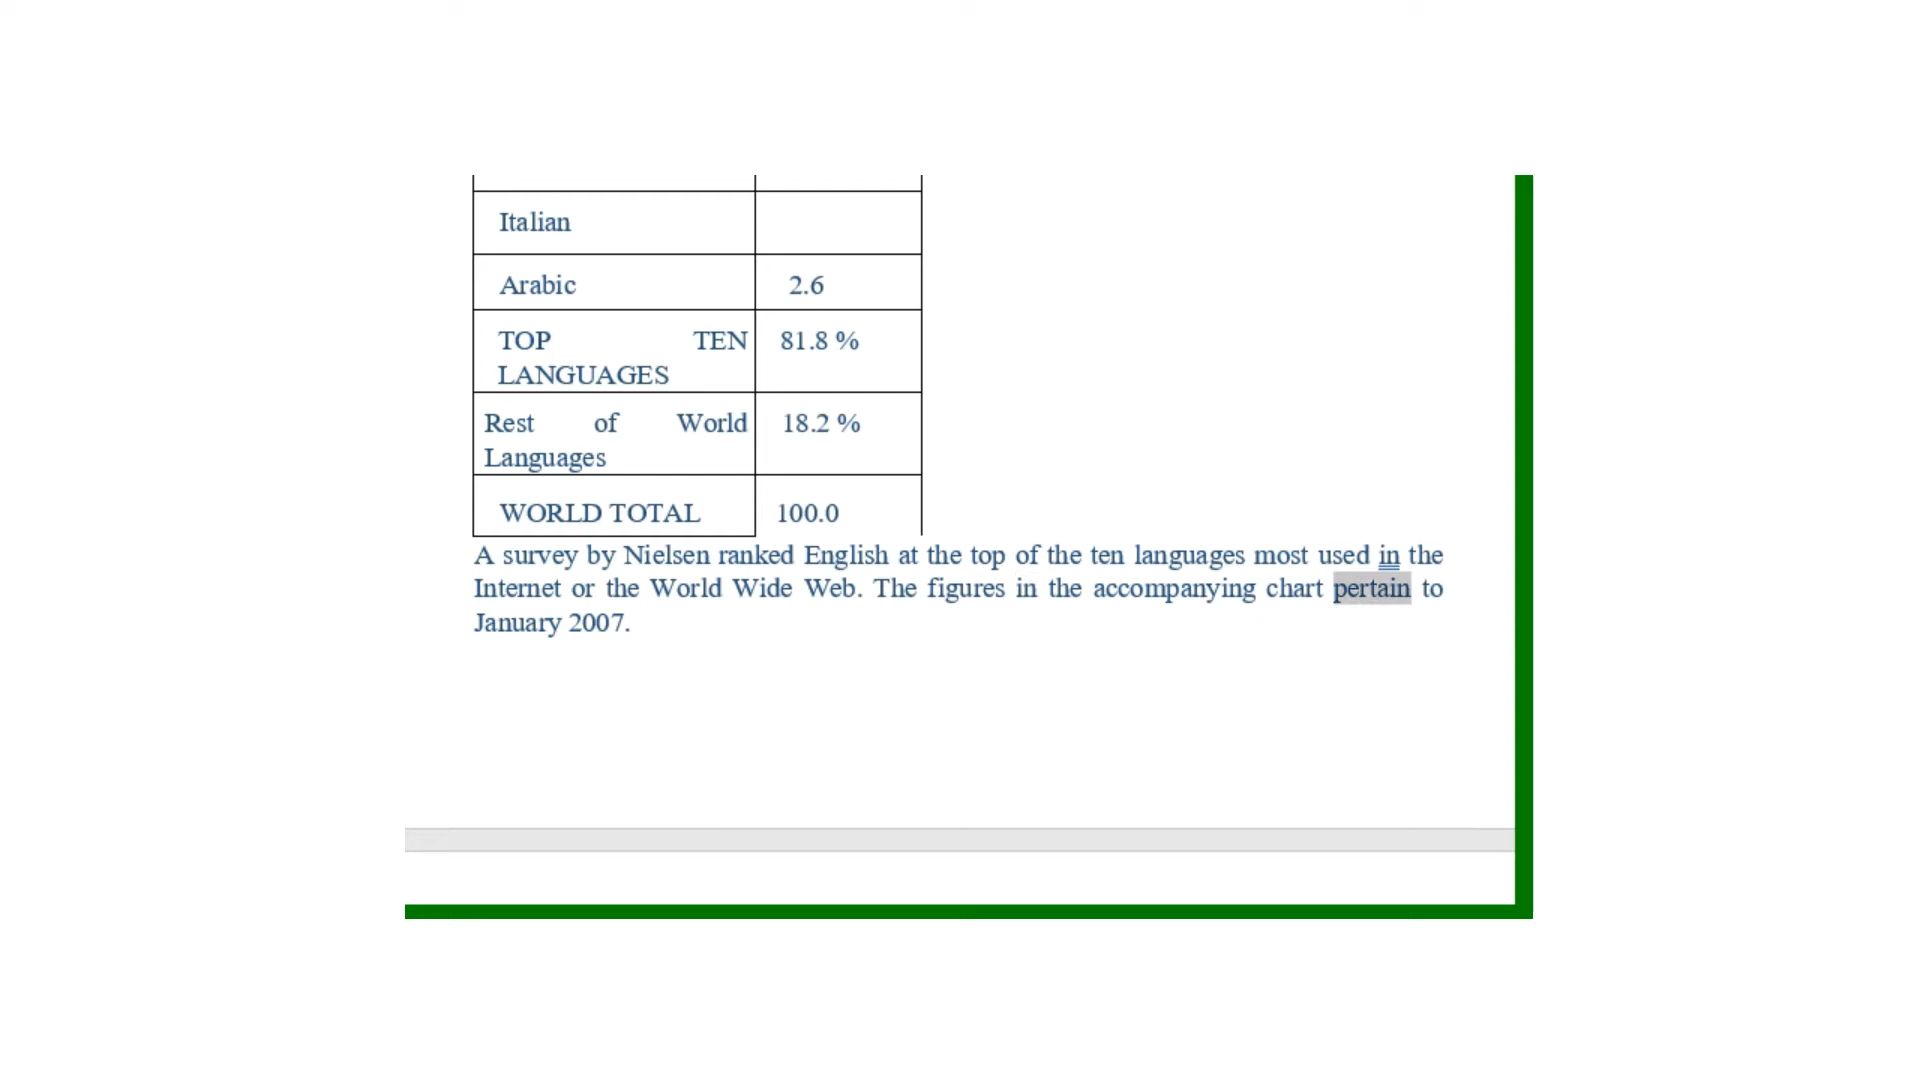 Italian
Arabic 2.6
TOP TEN 81.8 %
LANGUAGES
Rest of World 18.2 %
Languages
WORLD TOTAL 100.0
A survey by Nielsen ranked English at the top of the ten languages most used in the
Internet or the World Wide Web. The figures in the accompanying chart pertain to
January 2007.